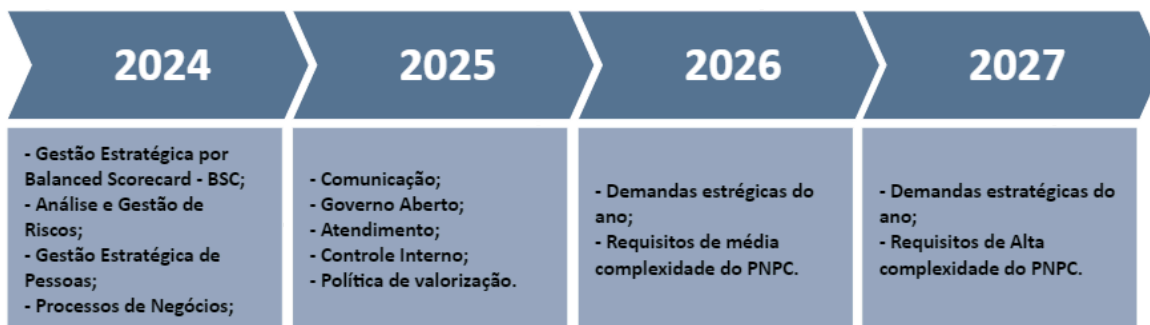 2024
- Gestão Estratégica por
Balanced Scorecard - BSC;
- Análise e Gestão de
Riscos;
- Gestão Estratégica de
Pessoas;
- Processos de Negócios;
2025
- Comunicação;
- Governo Aberto;
- Atendimento;
- Controle Interno;
- Política de valorização.
2026
- Demandas estrégicas do
ano;
- Requisitos de média
complexidade do PNPC.
2027
- Demandas estratégicas do
ano;
- Requisitos de Alta
complexidade do PNPC.